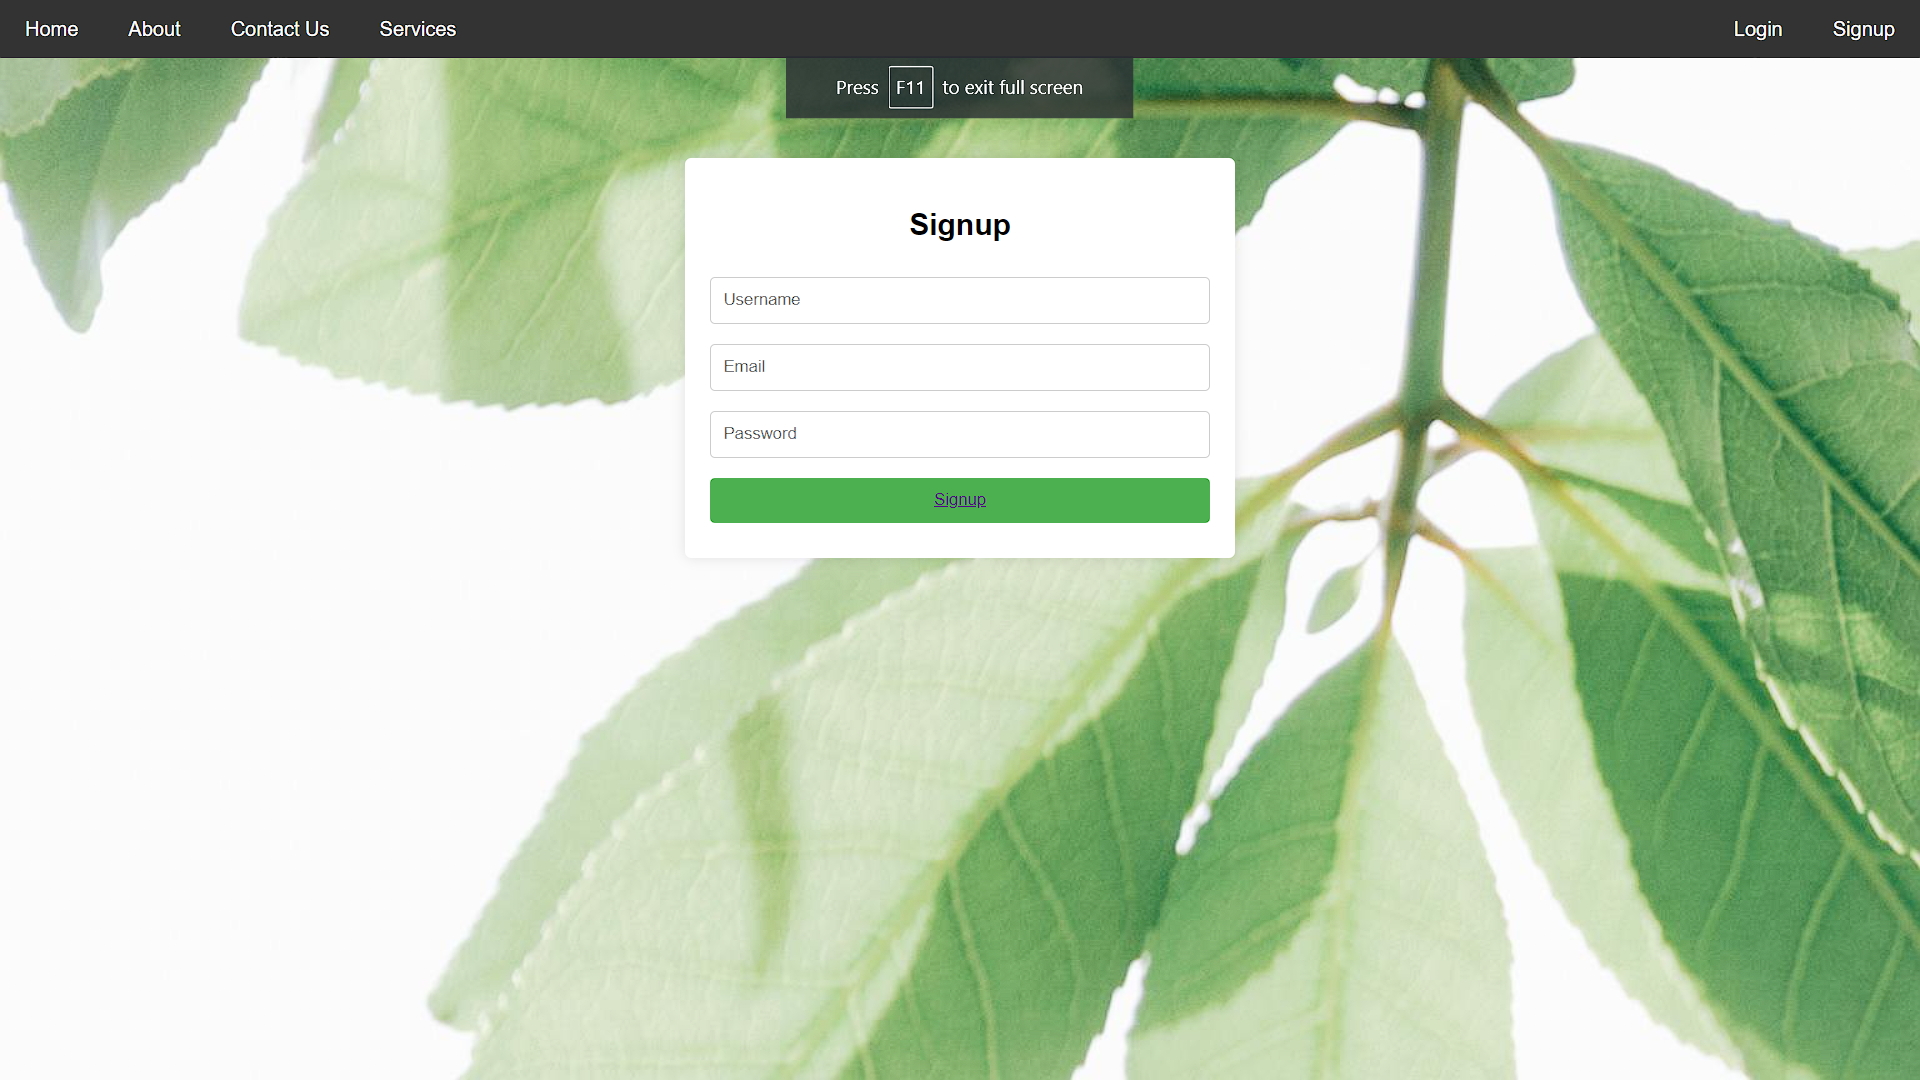 Home About Contact Us Services Login Signup
Press F11 to exit full screen
Signup
Username
Email
Password
Signup